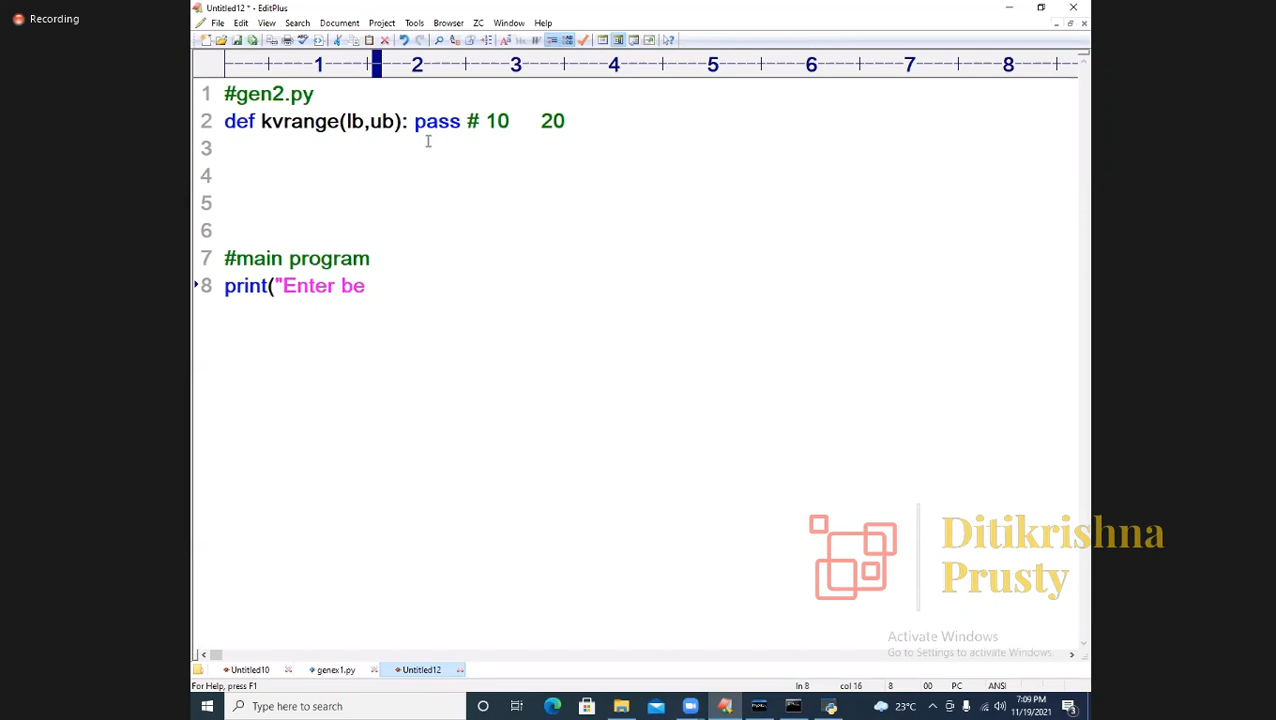 Recording
Untitled12 * - EditPlus
File Edit View Search Document Project Tools Browser ZC Window Help
1 2 3 4 5 6 7 8
1 #gen2.py
2 def kvrange(lb,ub): pass # 10 20
3
4
5
6
7 #main program
8 print("Enter be
Ditikrishna
Prusty
Activate Windows
Go to Settings to activate Windows.
Untitled10 genex1.py Untitled12
For Help, press F1 ln 8 col 16 8 00 PC ANSI
Type here to search 23°C 7:09 PM
11/19/2021 3